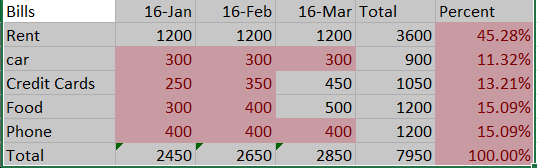 Bills 16-Jan 16-Feb 16-Mar Total Percent
Rent 1200 1200 1200 3600 45.28%
car 300 300 300 900 11.32%
Credit Cards 250 350 450 1050 13.21%
Food 300 400 500 1200 15.09%
Phone 400 400 400 1200 15.09%
Total 2450 2650 2850 7950 100.00%